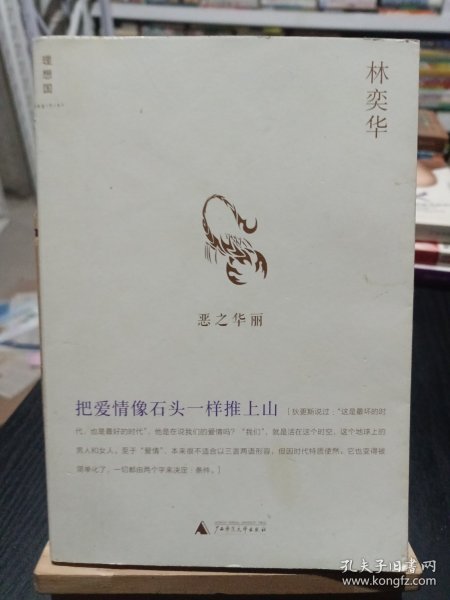 理想国
林奕华
恶之华丽
把爱情像石头一样推上山 [狄更斯说过：“这是最坏的时
代，也是最好的时代”，他是在说我们的爱情吗？“我们”，就是活在这个时空，这个地球上的
男人和女人，至于“爱情”，本来很不适合以三言两语形容，但因时代特质使然，它也变得被
简单化了，一切都由两个字来决定：条件。]
广西师范大学出版社
孔夫子旧书网
www.kongfz.com